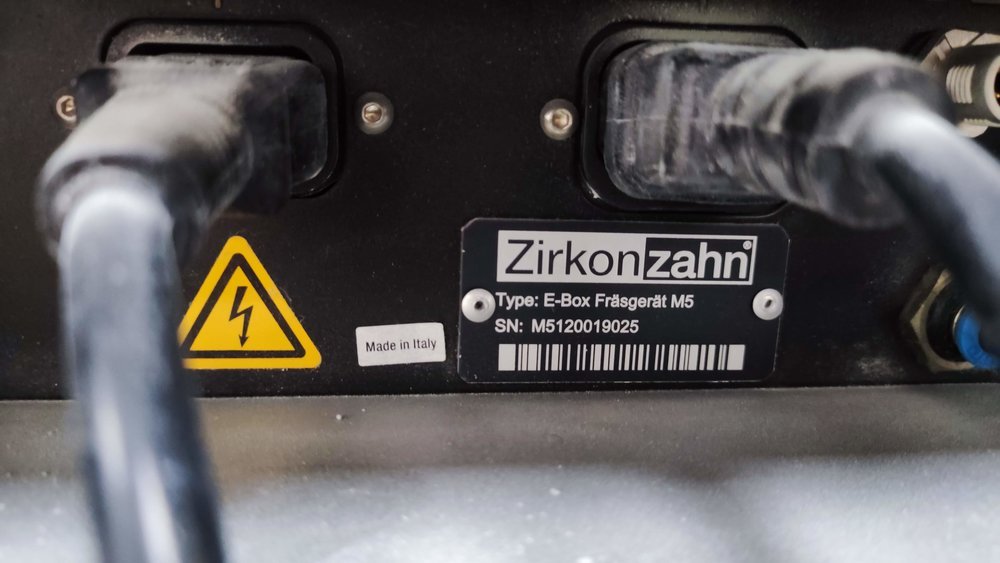 Zirkonzahn®
Type: E-Box Fräsgerät M5
SN: M5120019025
Made in Italy